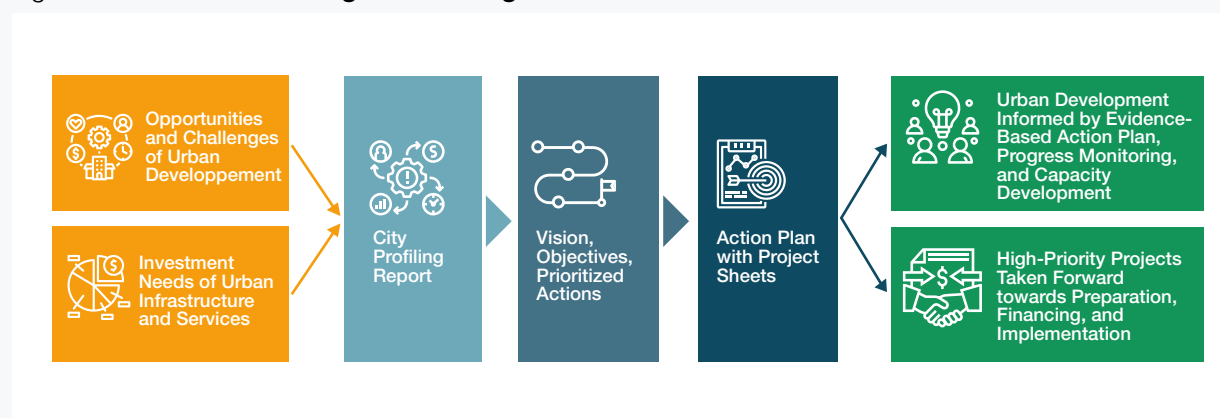 Opportunities
and Challenges
of Urban
Developpement
Investment
Needs of Urban
Infrastructure
and Services
City
Profiling
Report
Vision,
Objectives,
Prioritized
Actions
Action Plan
with Project
Sheets
Urban Development
Informed by Evidence-
Based Action Plan,
Progress Monitoring,
and Capacity
Development
High-Priority Projects
Taken Forward
towards Preparation,
Financing, and
Implementation